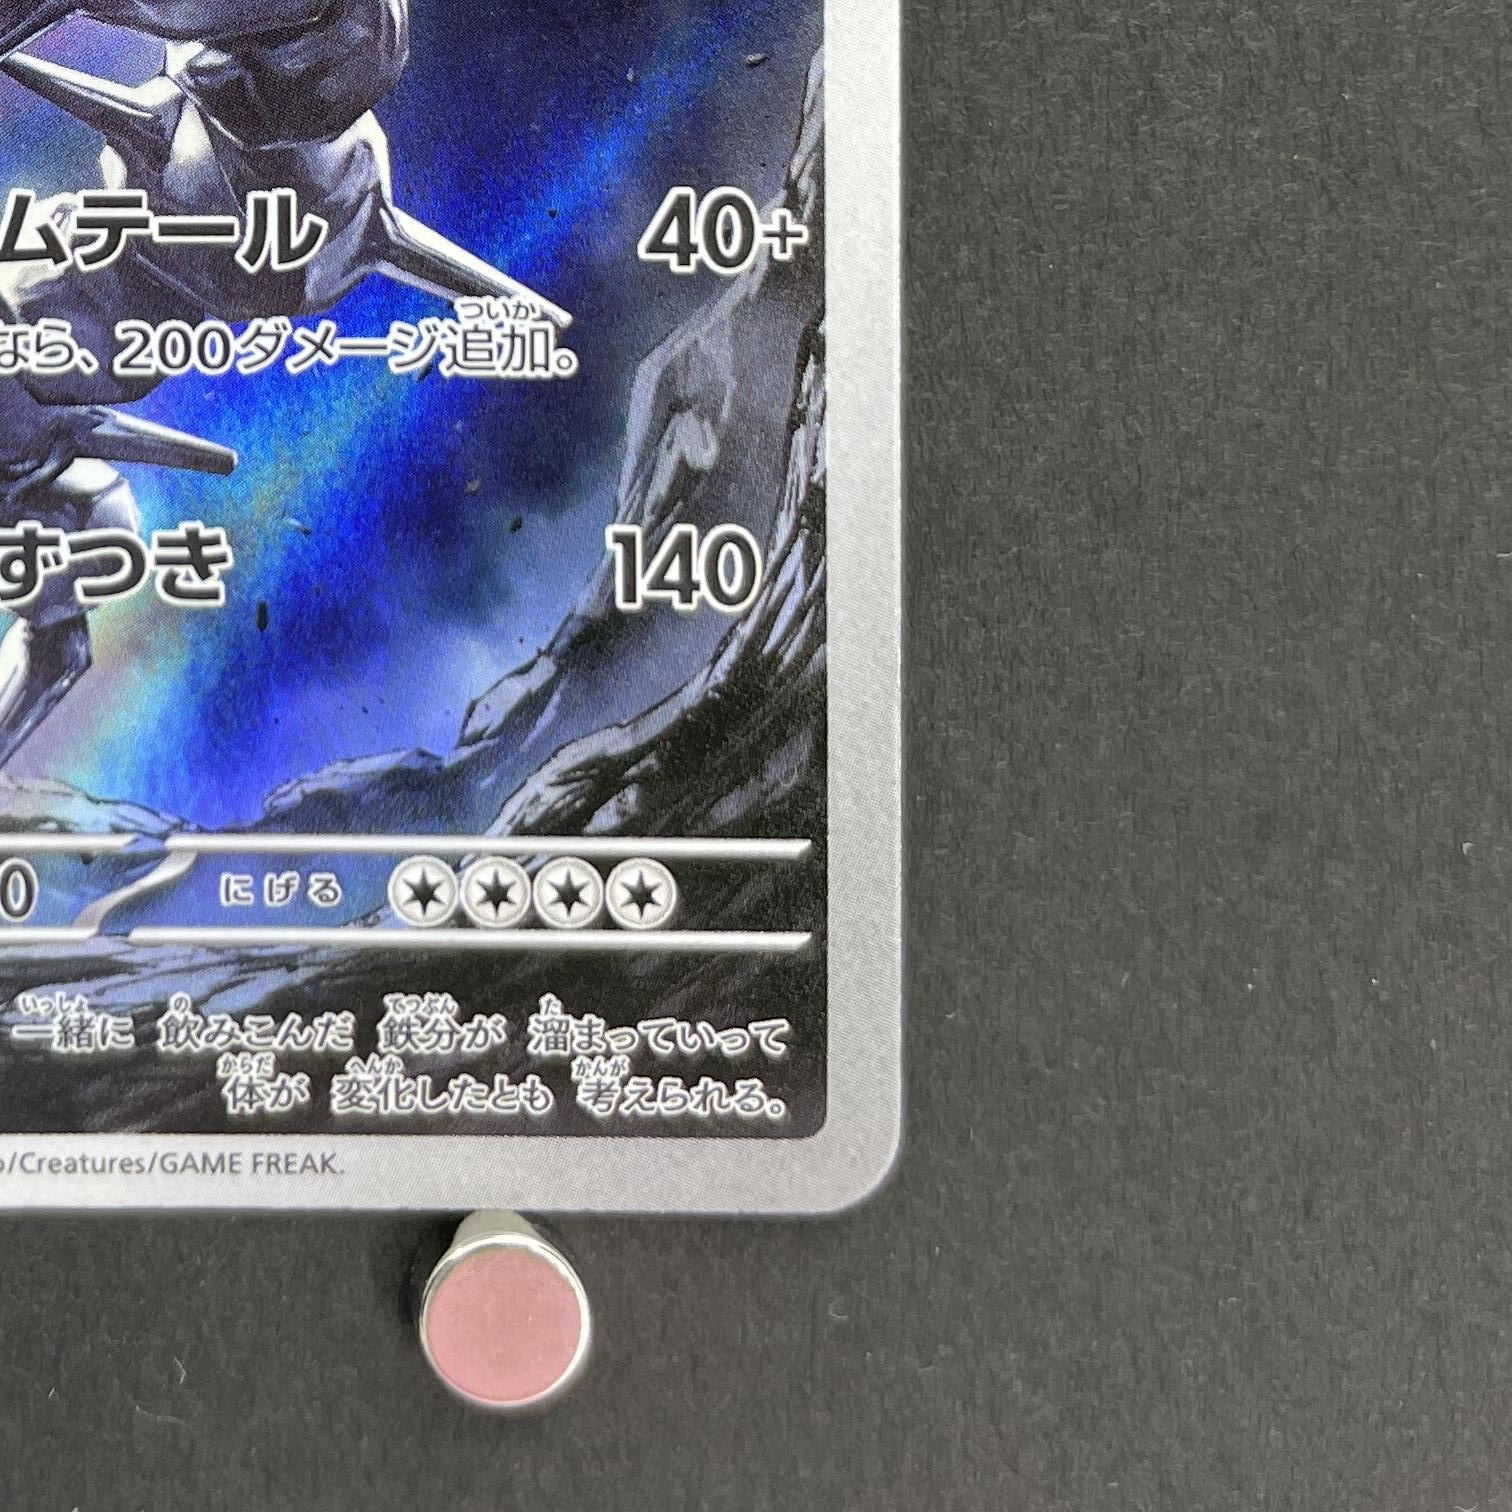 ムテール 40+
なら、200ダメージ追加。
ついか
ずつき 140
0 にげる
いっしょ の てつぶん た
一緒に 飲みこんだ 鉄分が 溜まっていって
からだ へんか かんが
体が 変化したとも 考えられる。
/Creatures/GAME FREAK.